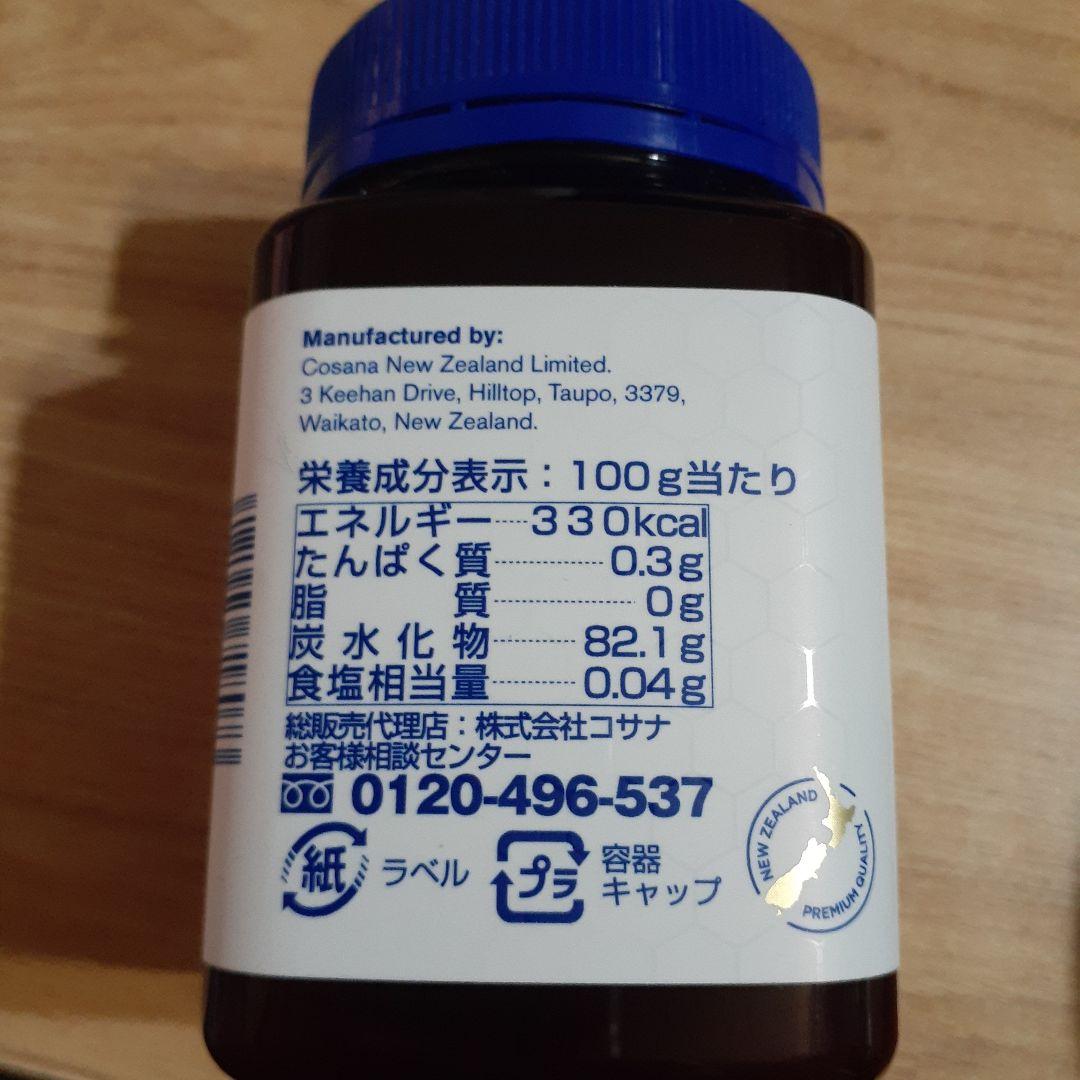 Manufactured by:
Cosana New Zealand Limited.
3 Keehan Drive, Hilltop, Taupo, 3379,
Waikato, New Zealand.
栄養成分表示：100g当たり
エネルギー……330kcal
たんぱく質………0.3g
脂質………0g
炭水化物………82.1g
食塩相当量………0.04g
総販売代理店：株式会社コサナ
お客様相談センター
0120-496-537
紙 ラベル
プラ 容器
キャップ
NEW ZEALAND
PREMIUM QUALITY